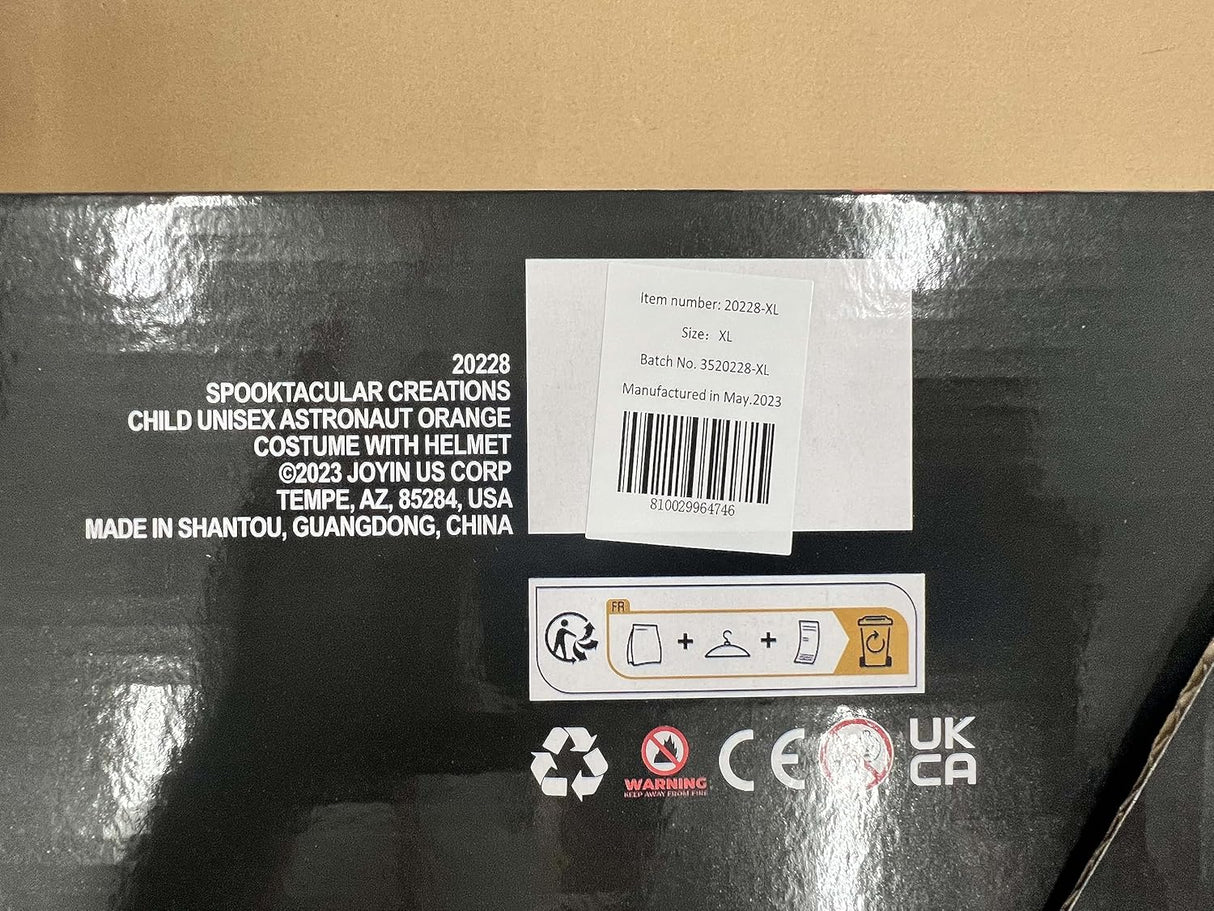 20228
SPOOKTACULAR CREATIONS
CHILD UNISEX ASTRONAUT ORANGE
COSTUME WITH HELMET
©2023 JOYIN US CORP
TEMPE, AZ, 85284, USA
MADE IN SHANTOU, GUANGDONG, CHINA
Item number: 20228-XL
Size: XL
Batch No. 3520228-XL
Manufactured in May.2023
810029964746
FR
WARNING
KEEP AWAY FROM FIRE
CE
UK
CA